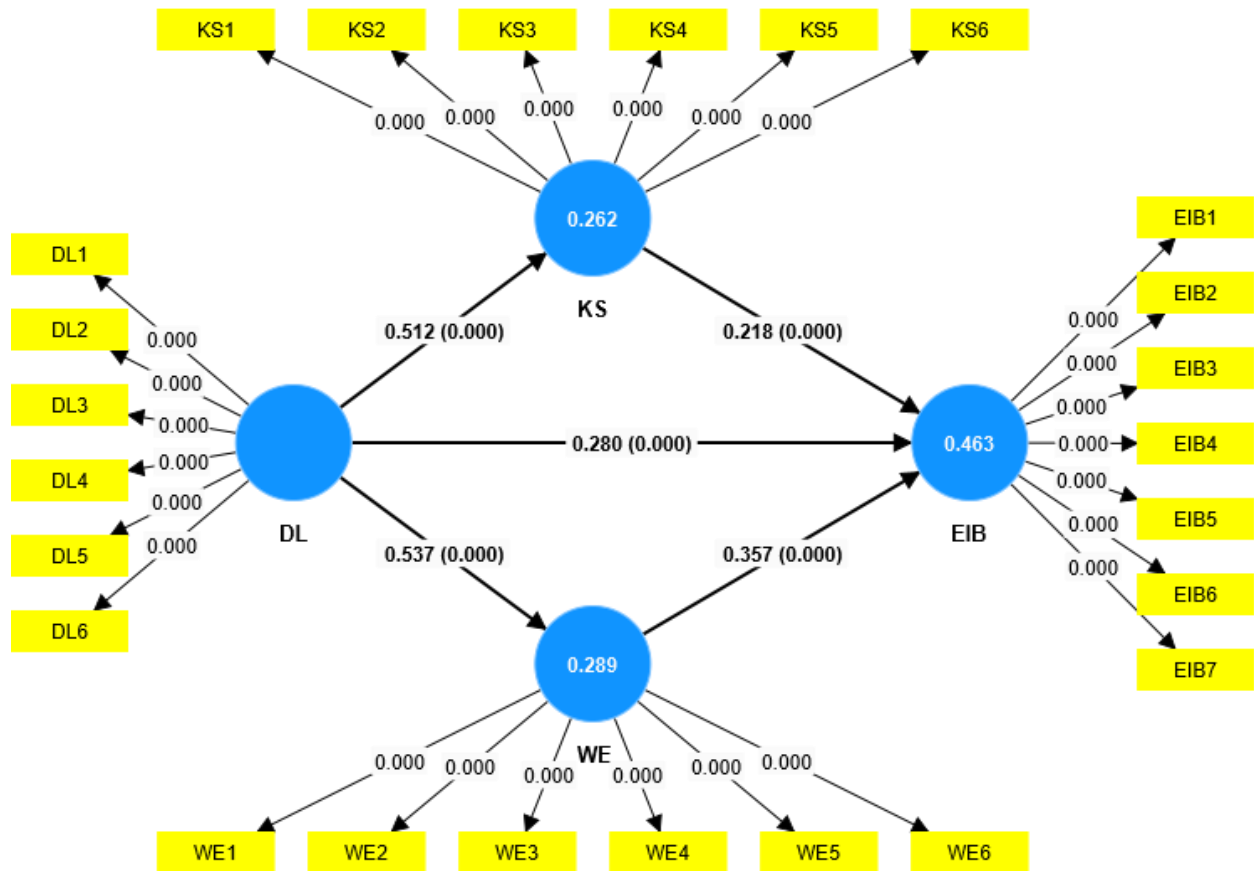 KS1 KS2 KS3 KS4 KS5 KS6
0.000 0.000 0.000 0.000 0.000 0.000
0.262
KS
DL1
DL2
DL3
DL4
DL5
DL6
0.000
0.000
0.000
0.000
0.000
0.000
DL
0.512 (0.000)
0.218 (0.000)
0.280 (0.000)
0.537 (0.000)
0.357 (0.000)
0.463
EIB
0.000
0.000
0.000
0.000
0.000
0.000
0.000
EIB1
EIB2
EIB3
EIB4
EIB5
EIB6
EIB7
0.289
WE
0.000 0.000 0.000 0.000 0.000 0.000
WE1 WE2 WE3 WE4 WE5 WE6